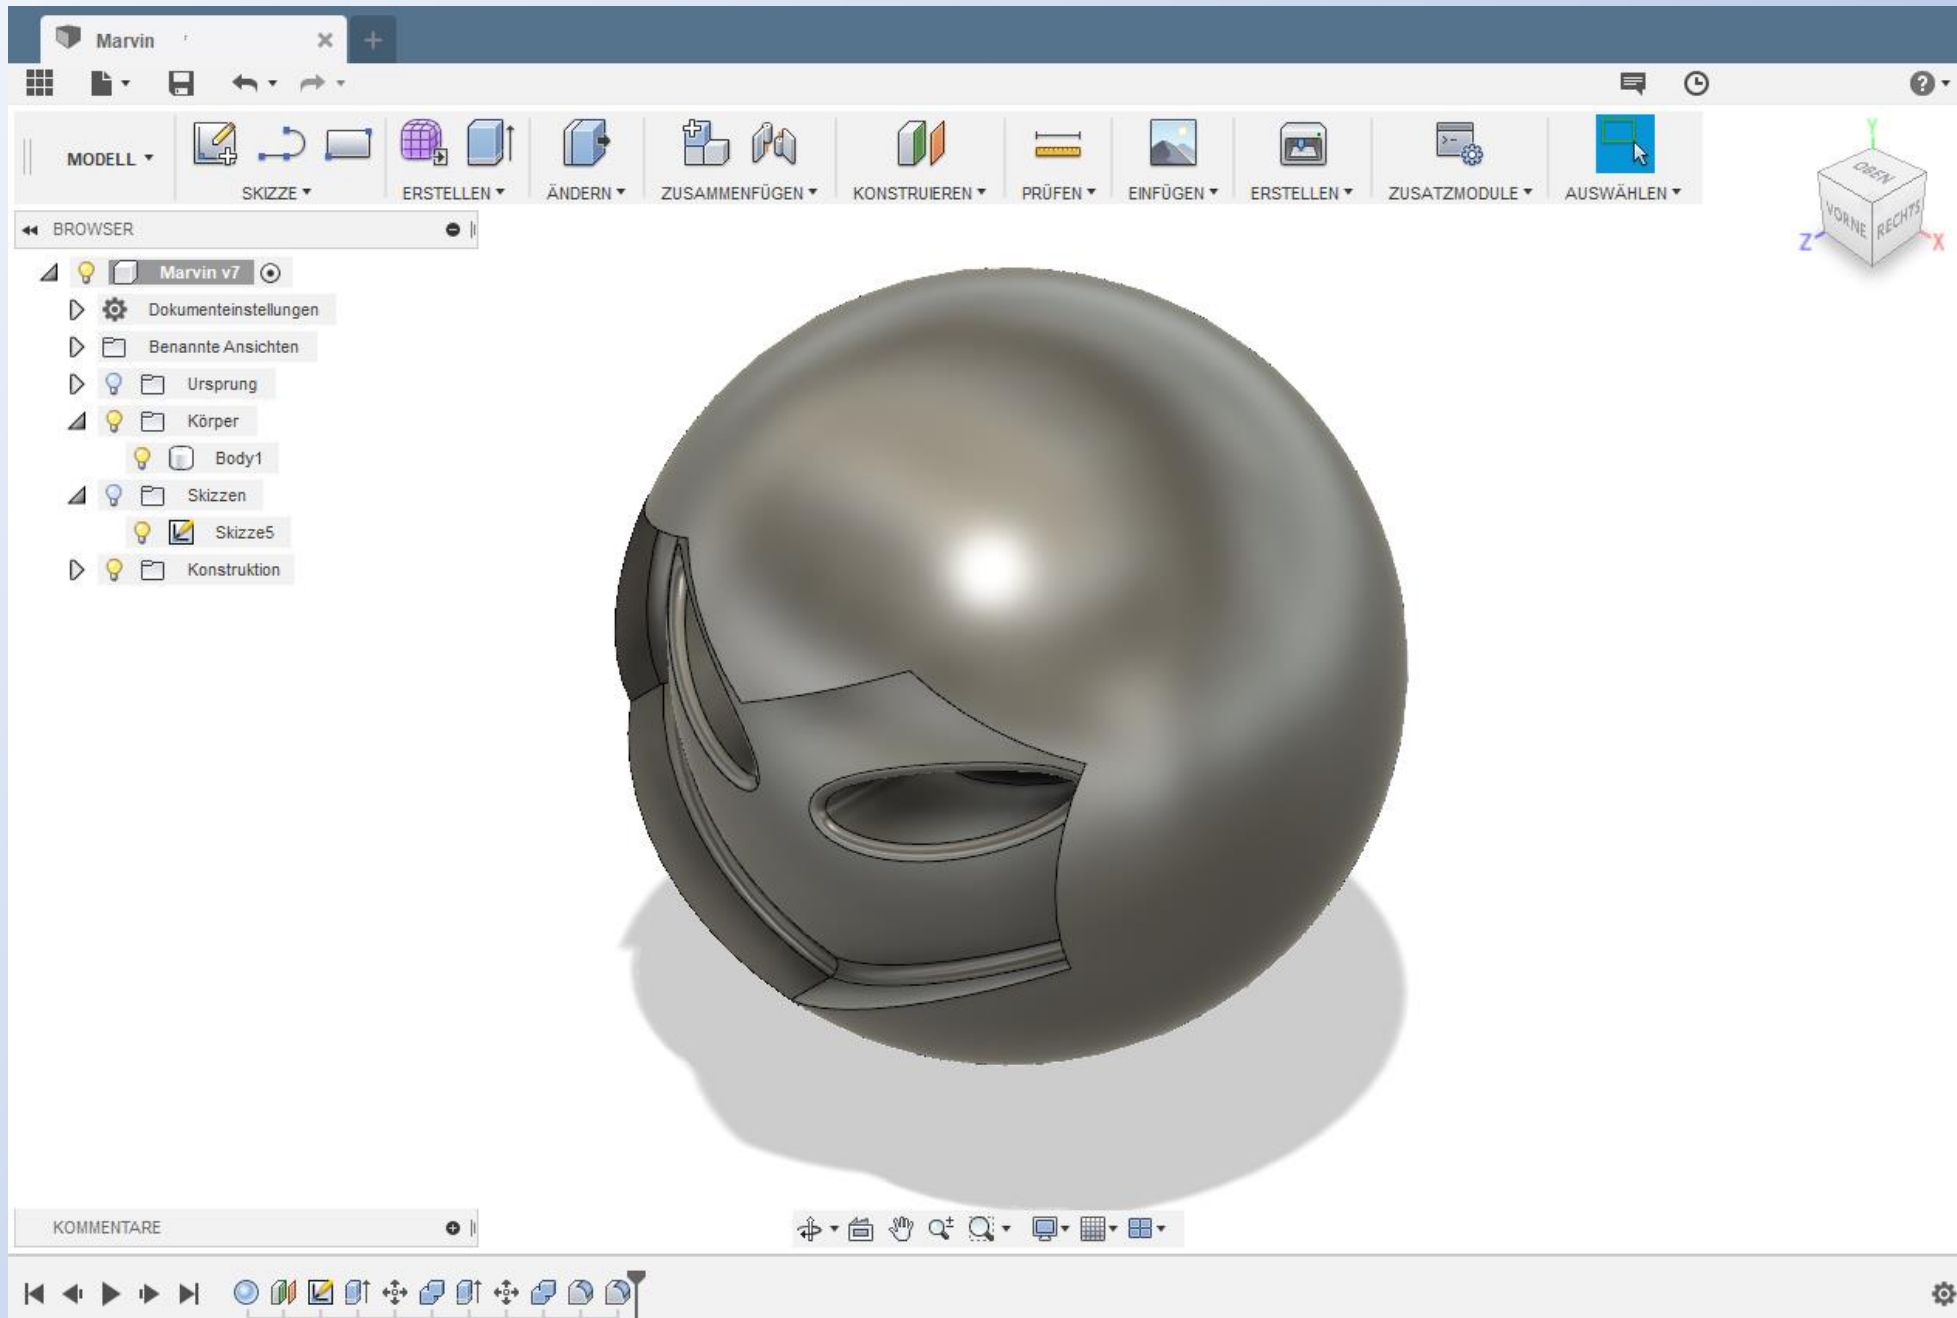 Marvin
MODELL
SKIZZE
ERSTELLEN
ÄNDERN
ZUSAMMENFÜGEN
KONSTRUIEREN
PRÜFEN
EINFÜGEN
ERSTELLEN
ZUSATZMODULE
AUSWÄHLEN
OBEN
VORNE
RECHTS
Y
Z
X
BROWSER
Marvin v7
Dokumenteinstellungen
Benannte Ansichten
Ursprung
Körper
Body1
Skizzen
Skizze5
Konstruktion
KOMMENTARE